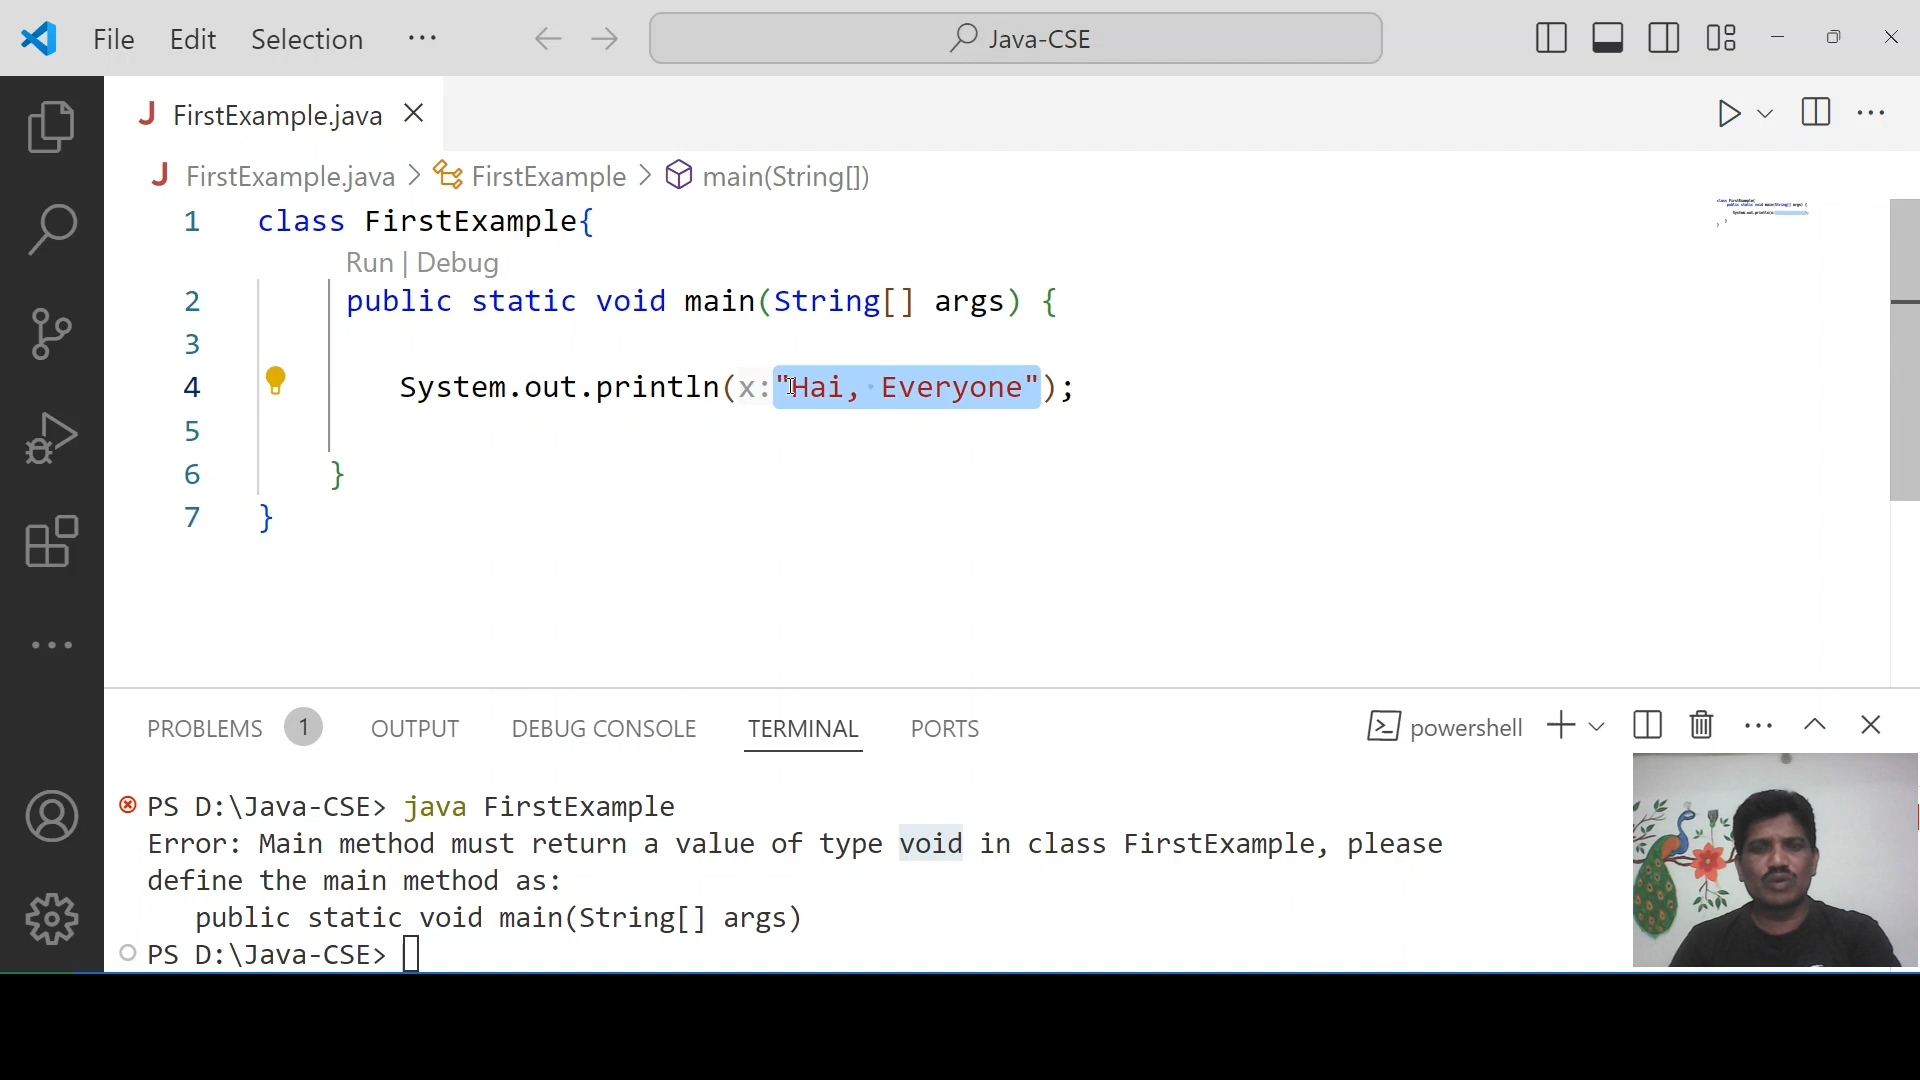 File Edit Selection ··· Java-CSE
FirstExample.java
FirstExample.java > FirstExample > main(String[])
1 class FirstExample{
Run | Debug
2 public static void main(String[] args) {
3
4 System.out.println(x:"Hai, Everyone");
5
6 }
7 }
PROBLEMS 1 OUTPUT DEBUG CONSOLE TERMINAL PORTS powershell
PS D:\Java-CSE> java FirstExample
Error: Main method must return a value of type void in class FirstExample, please
define the main method as:
public static void main(String[] args)
PS D:\Java-CSE>